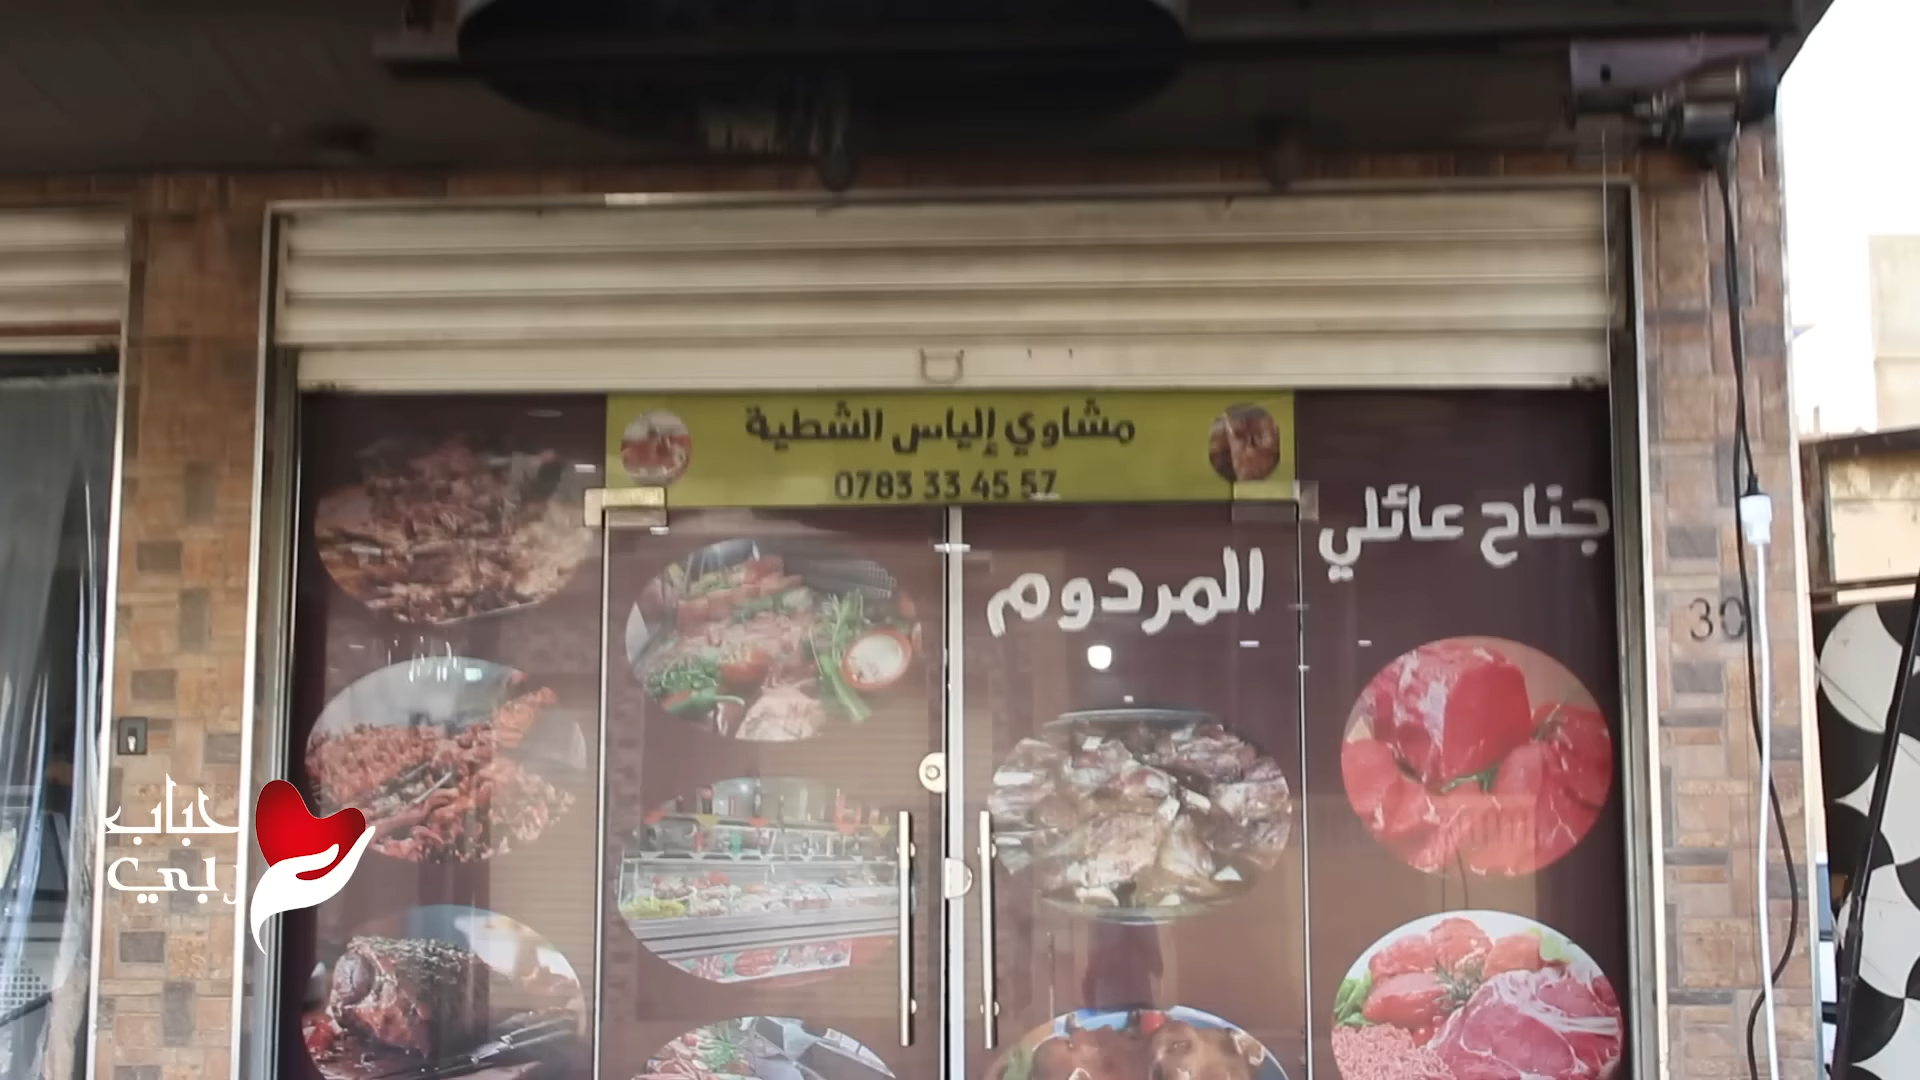 مشاوي إلياس الشطية
0783 33 45 57
جناح عائلي
المردوم
30
حباب
ربي